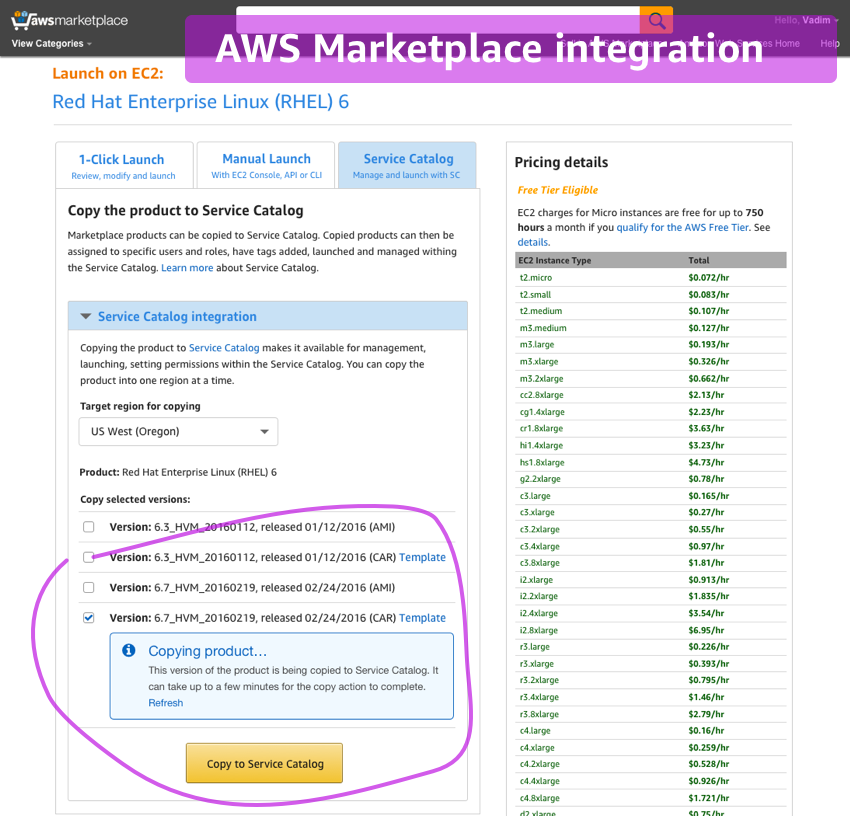 awsmarketplace
Hello, Vadim
View Categories
Home
Help
AWS Marketplace integration
Launch on EC2:
Red Hat Enterprise Linux (RHEL) 6
1-Click Launch
Review, modify and launch
Manual Launch
With EC2 Console, API or CLI
Service Catalog
Manage and launch with SC
Copy the product to Service Catalog
Marketplace products can be copied to Service Catalog. Copied products can then be
assigned to specific users and roles, have tags added, launched and managed withing
the Service Catalog. Learn more about Service Catalog.
Service Catalog integration
Copying the product to Service Catalog makes it available for management,
launching, setting permissions within the Service Catalog. You can copy the
product into one region at a time.
Target region for copying
US West (Oregon)
Product: Red Hat Enterprise Linux (RHEL) 6
Copy selected versions:
Version: 6.3_HVM_20160112, released 01/12/2016 (AMI)
Version: 6.3_HVM_20160112, released 01/12/2016 (CAR) Template
Version: 6.7_HVM_20160219, released 02/24/2016 (AMI)
Version: 6.7_HVM_20160219, released 02/24/2016 (CAR) Template
Copying product...
This version of the product is being copied to Service Catalog. It
can take up to a few minutes for the copy action to complete.
Refresh
Copy to Service Catalog
Pricing details
Free Tier Eligible
EC2 charges for Micro instances are free for up to 750
hours a month if you qualify for the AWS Free Tier. See
details.
EC2 Instance Type Total
t2.micro $0.072/hr
t2.small $0.083/hr
t2.medium $0.107/hr
m3.medium $0.127/hr
m3.large $0.193/hr
m3.xlarge $0.326/hr
m3.2xlarge $0.662/hr
cc2.8xlarge $2.13/hr
cg1.4xlarge $2.23/hr
cr1.8xlarge $3.63/hr
hi1.4xlarge $3.23/hr
hs1.8xlarge $4.73/hr
g2.2xlarge $0.78/hr
c3.large $0.165/hr
c3.xlarge $0.27/hr
c3.2xlarge $0.55/hr
c3.4xlarge $0.97/hr
c3.8xlarge $1.81/hr
i2.xlarge $0.913/hr
i2.2xlarge $1.835/hr
i2.4xlarge $3.54/hr
i2.8xlarge $6.95/hr
r3.large $0.226/hr
r3.xlarge $0.393/hr
r3.2xlarge $0.795/hr
r3.4xlarge $1.46/hr
r3.8xlarge $2.79/hr
c4.large $0.16/hr
c4.xlarge $0.259/hr
c4.2xlarge $0.528/hr
c4.4xlarge $0.926/hr
c4.8xlarge $1.721/hr
d2.xlarge $0.75/hr